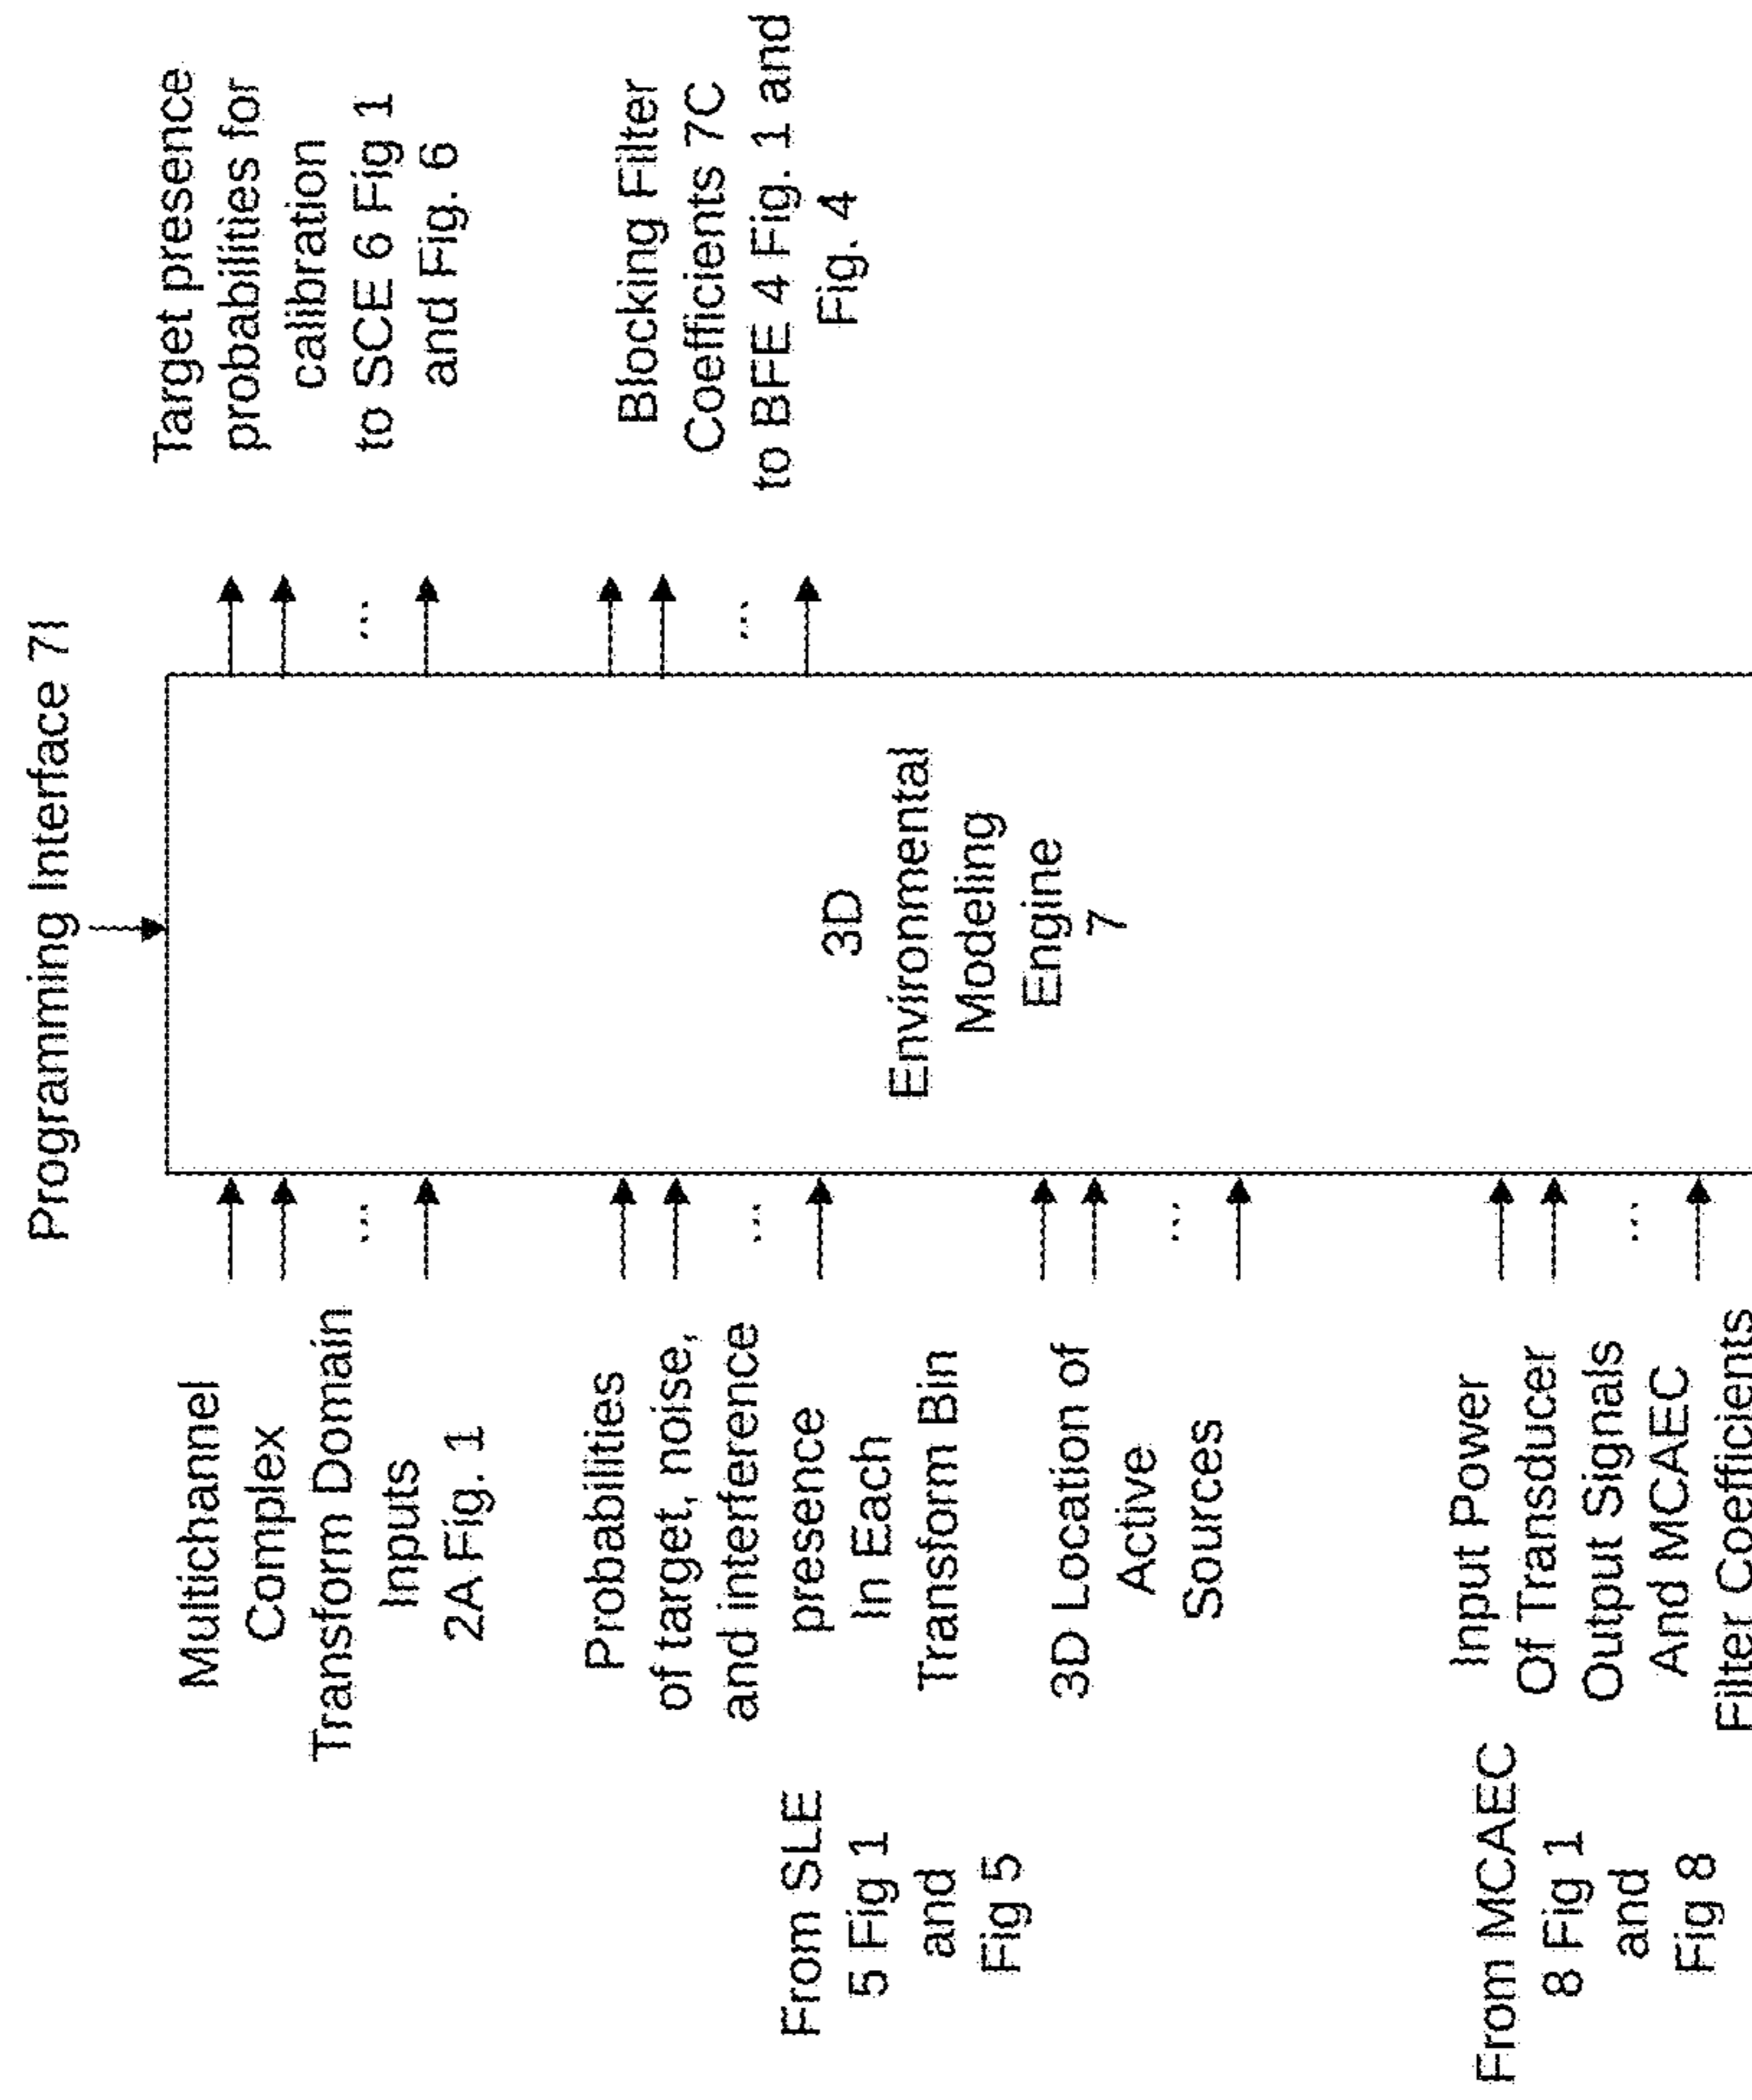 Programming Interface 7I
Multichannel
Complex
Transform Domain
Inputs
2A Fig. 1
Probabilities
of target, noise,
and interference
presence
In Each
Transform Bin
From SLE
5 Fig 1
and
Fig 5
3D Location of
Active
Sources
Input Power
Of Transducer
Output Signals
And MCAEC
Filter Coefficients
From MCAEC
8 Fig 1
and
Fig 8
3D
Environmental
Modeling
Engine
7
Target presence
probabilities for
calibration
to SCE 6 Fig 1
and Fig. 6
Blocking Filter
Coefficients 7C
to BFE 4 Fig. 1 and
Fig. 4